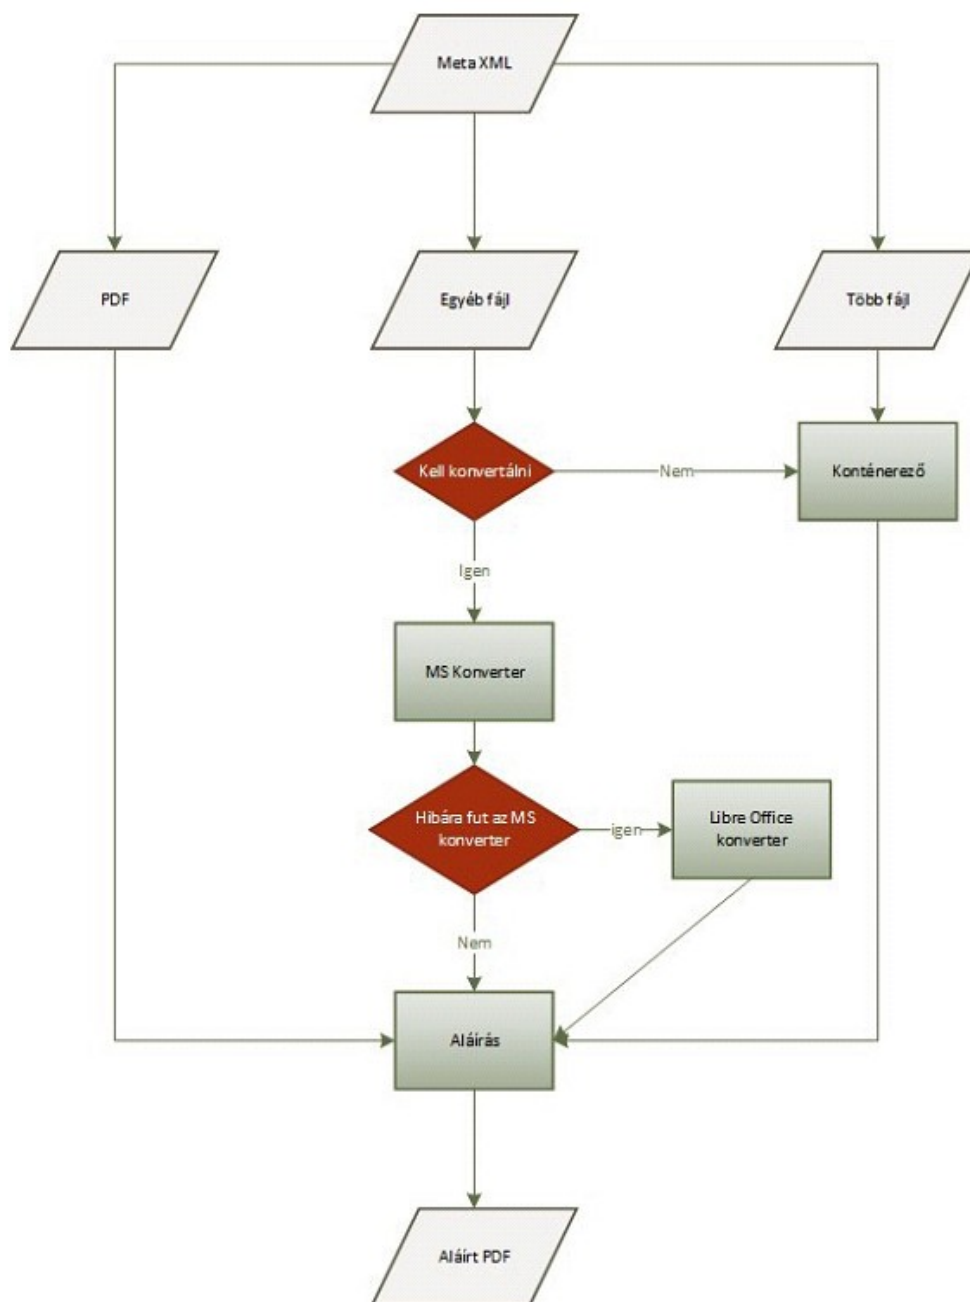 Meta XML
PDF
Egyéb fájl
Több fájl
Kell konvertálni
Nem
Konténerező
Igen
MS Konverter
Hibára fut az MS
konverter
igen
Libre Office
konverter
Nem
Aláírás
Aláírt PDF